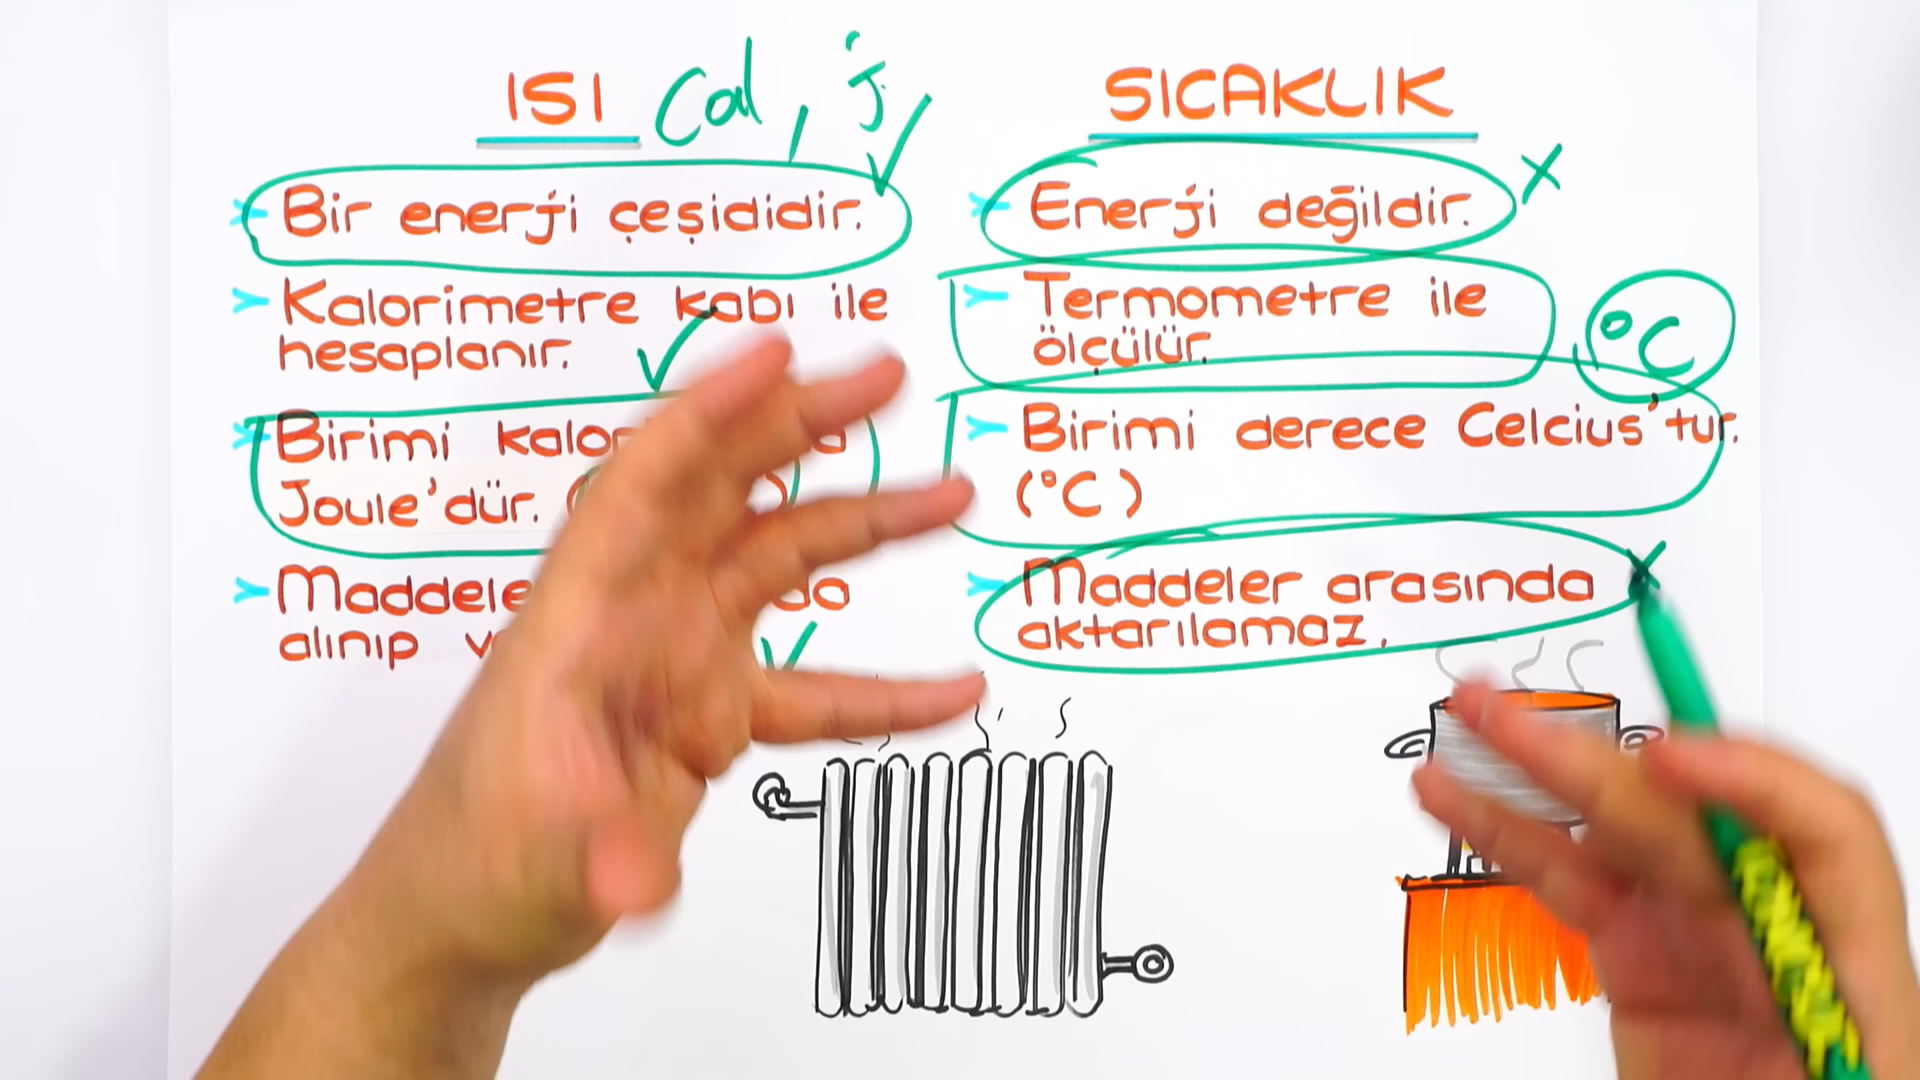 ISI
Cal, j
Bir enerji çeşididir.
Kalorimetre kabı ile
hesaplanır.
Birimi
Joule'dür. (
alınıp
SICAKLIK
Enerji değildir.
Termometre ile
ölçülür.
°C
Birimi derece Celcius'tur.
(°C)
Maddeler arasında
aktarılamaz.